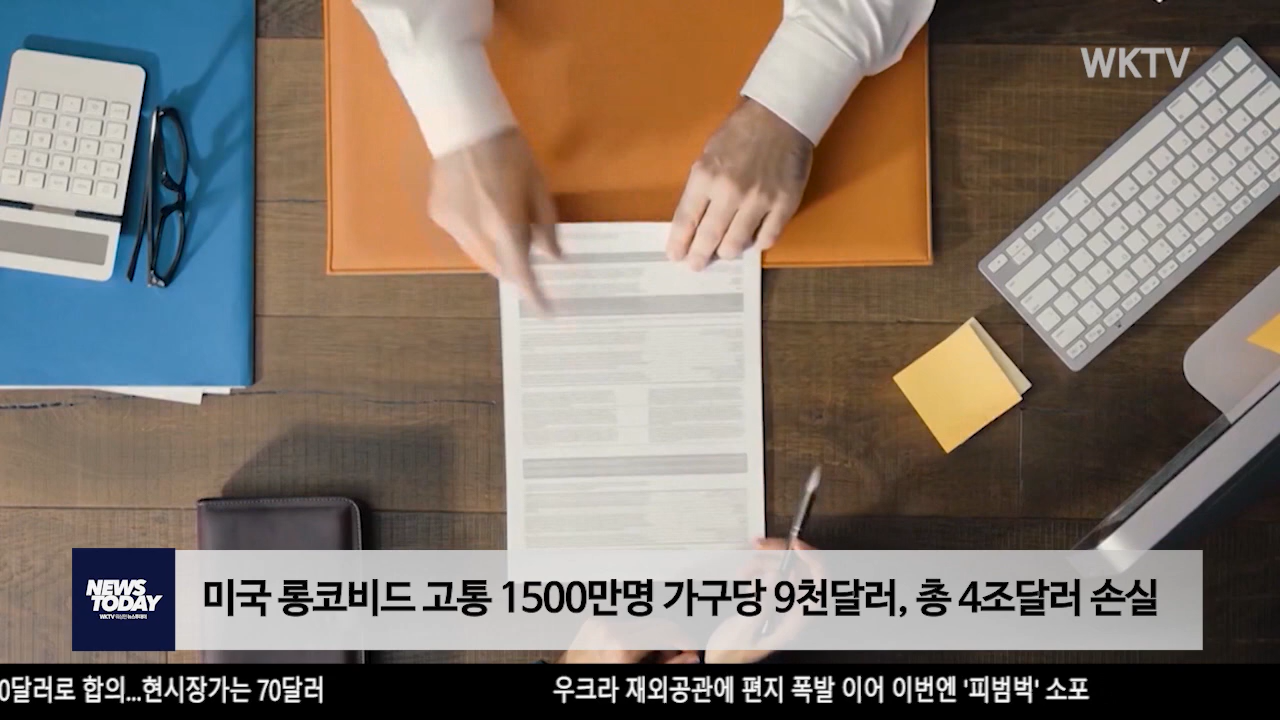 WKTV
NEWS
TODAY
미국 롱코비드 고통 1500만명 가구당 9천달러, 총 4조달러 손실
0달러로 합의...현시장가는 70달러
우크라 재외공관에 편지 폭발 이어 이번엔 '피범벅' 소포